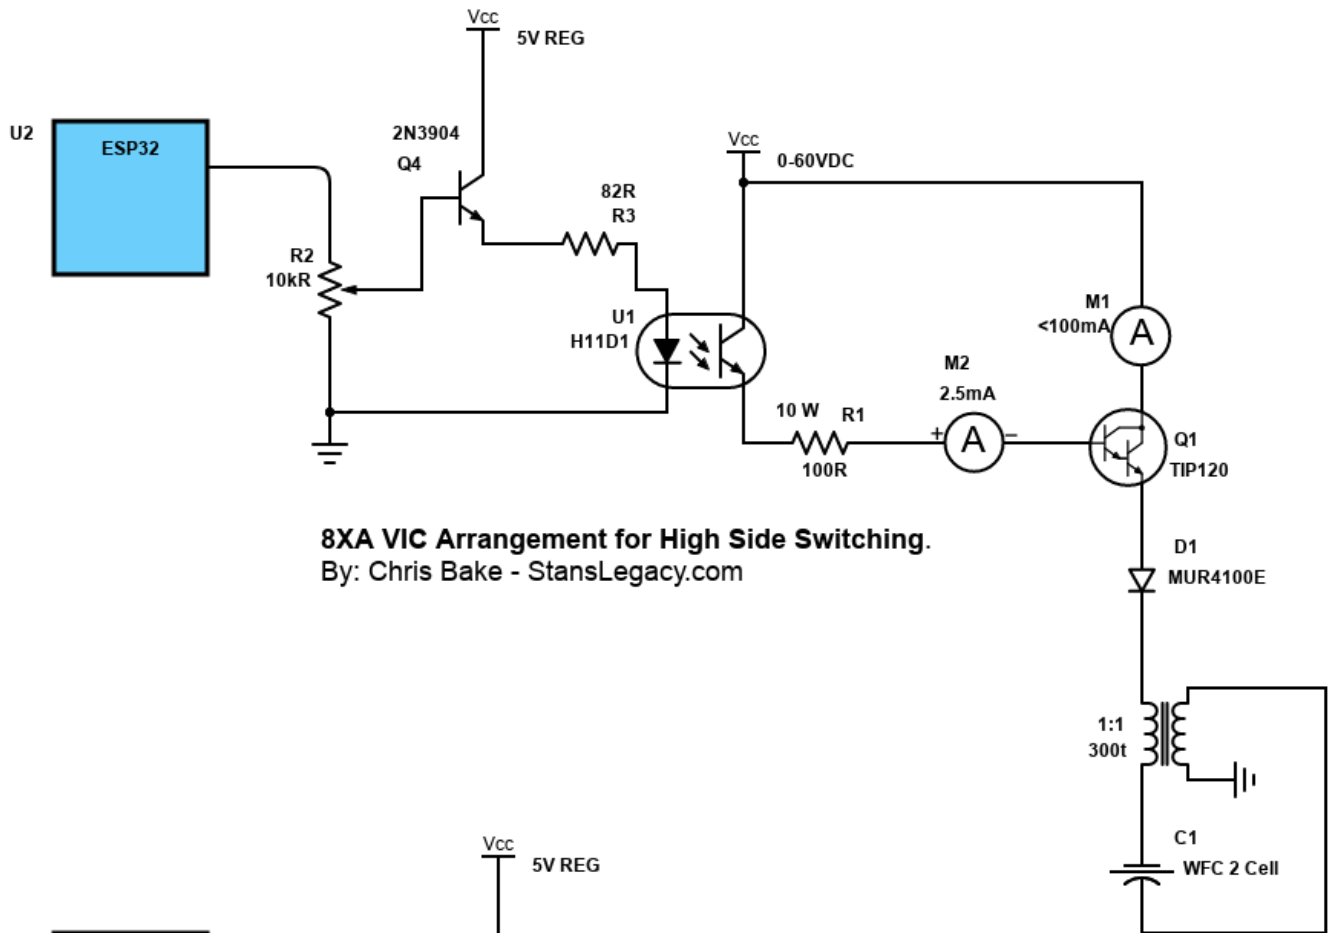 Vcc
5V REG
U2
ESP32
2N3904
Q4
Vcc
0-60VDC
82R
R3
R2
10kR
U1
H11D1
M1
<100mA
A
M2
2.5mA
10 W
R1
+
A
−
100R
Q1
TIP120
8XA VIC Arrangement for High Side Switching.
By: Chris Bake - StansLegacy.com
D1
MUR4100E
1:1
300t
C1
WFC 2 Cell
Vcc
5V REG